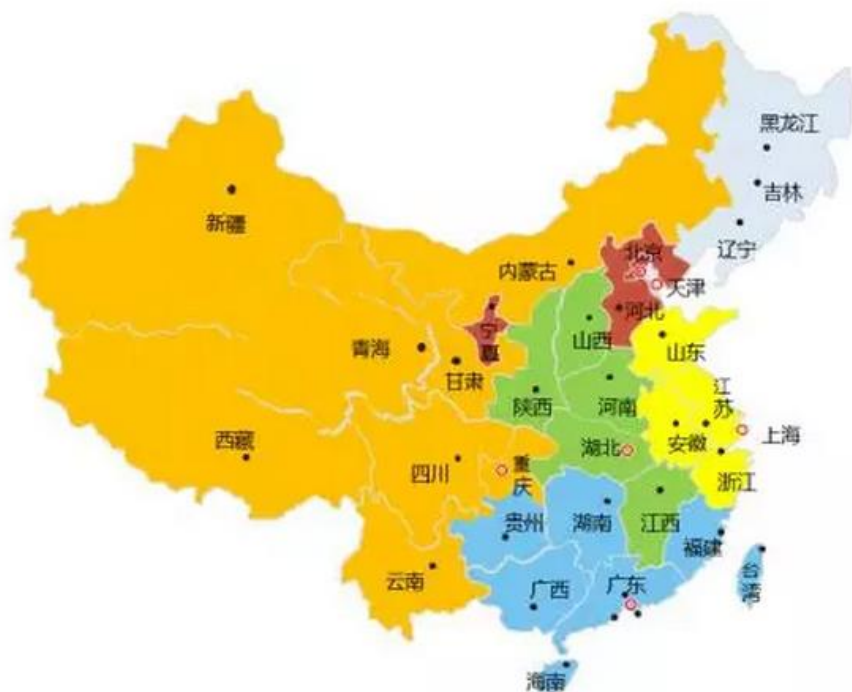 黑龙江
吉林
辽宁
新疆
内蒙古
北京
天津
河北
宁夏
山西
山东
青海
甘肃
陕西
河南
江苏
安徽
上海
西藏
四川
重庆
湖北
浙江
贵州
湖南
江西
福建
云南
广西
广东
台湾
海南